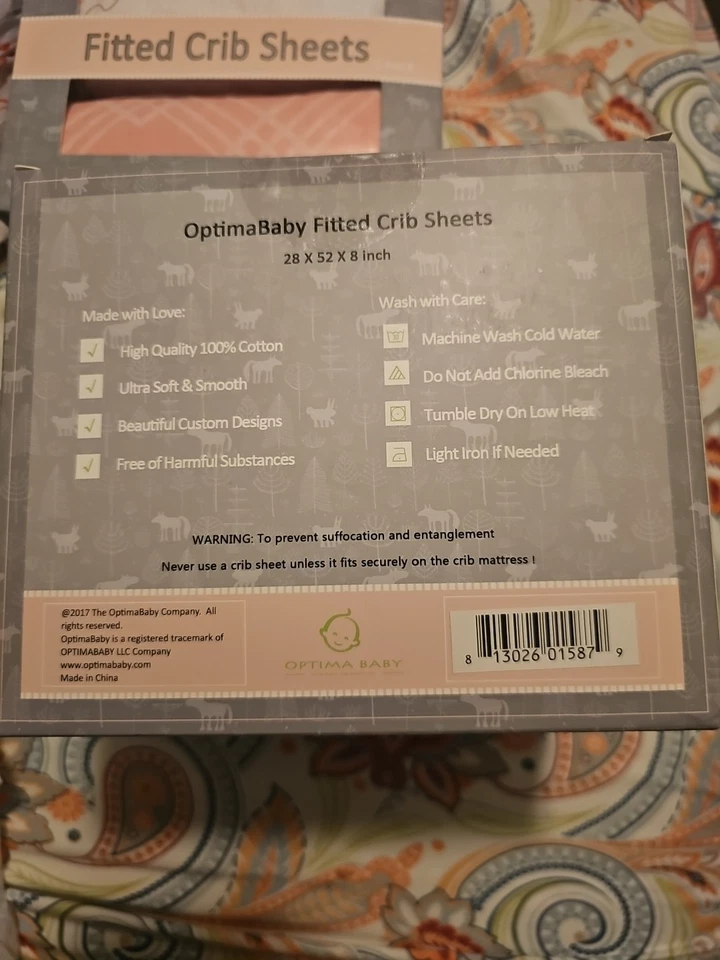 Fitted Crib Sheets
OptimaBaby Fitted Crib Sheets
28 X 52 X 8 inch
Made with Love:
High Quality 100% Cotton
Ultra Soft & Smooth
Beautiful Custom Designs
Free of Harmful Substances
Wash with Care:
Machine Wash Cold Water
Do Not Add Chlorine Bleach
Tumble Dry On Low Heat
Light Iron If Needed
WARNING: To prevent suffocation and entanglement
Never use a crib sheet unless it fits securely on the crib mattress !
@2017 The OptimaBaby Company. All
rights reserved.
OptimaBaby is a registered trademark of
OPTIMABABY LLC Company
www.optimababy.com
Made in China
OPTIMA BABY
8 13026 01587 9